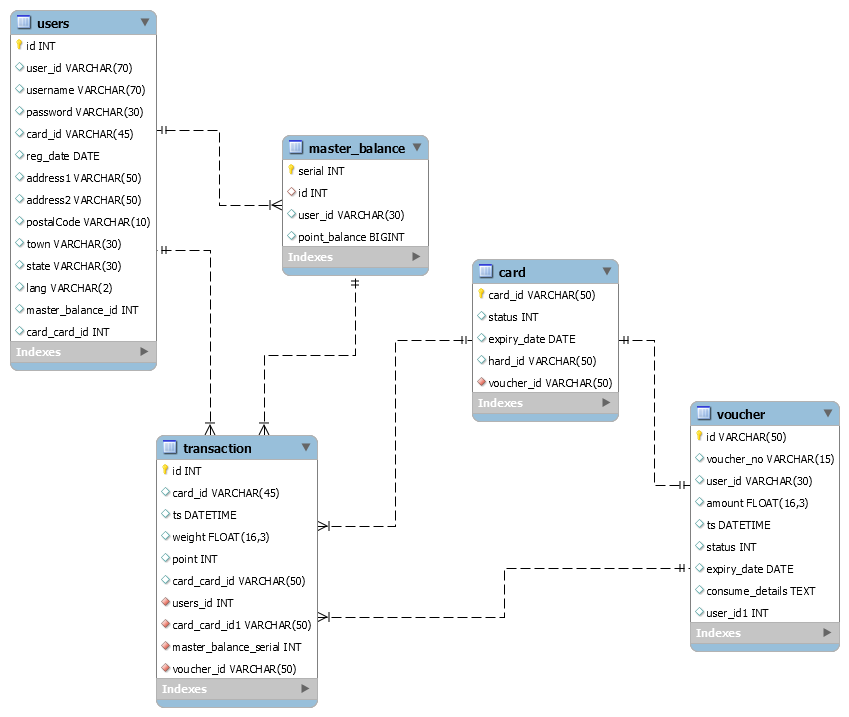 users
id INT
user_id VARCHAR(70)
username VARCHAR(70)
password VARCHAR(30)
card_id VARCHAR(45)
reg_date DATE
address1 VARCHAR(50)
address2 VARCHAR(50)
postalCode VARCHAR(10)
town VARCHAR(30)
state VARCHAR(30)
lang VARCHAR(2)
master_balance_id INT
card_card_id INT
Indexes
master_balance
serial INT
id INT
user_id VARCHAR(30)
point_balance BIGINT
Indexes
card
card_id VARCHAR(50)
status INT
expiry_date DATE
hard_id VARCHAR(50)
voucher_id VARCHAR(50)
Indexes
voucher
id VARCHAR(50)
voucher_no VARCHAR(15)
user_id VARCHAR(30)
amount FLOAT(16,3)
ts DATETIME
status INT
expiry_date DATE
consume_details TEXT
user_id1 INT
Indexes
transaction
id INT
card_id VARCHAR(45)
ts DATETIME
weight FLOAT(16,3)
point INT
card_card_id VARCHAR(50)
users_id INT
card_card_id1 VARCHAR(50)
master_balance_serial INT
voucher_id VARCHAR(50)
Indexes